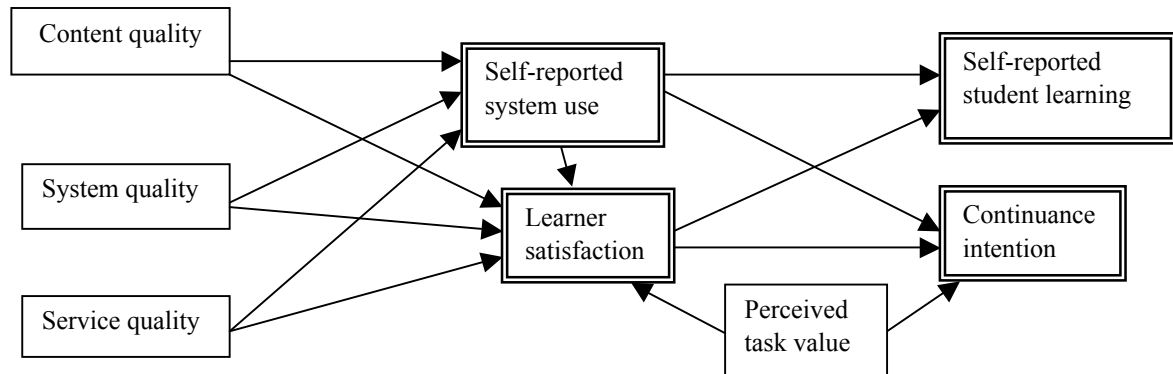 Content quality
System quality
Service quality
Self-reported
system use
Learner
satisfaction
Perceived
task value
Self-reported
student learning
Continuance
intention